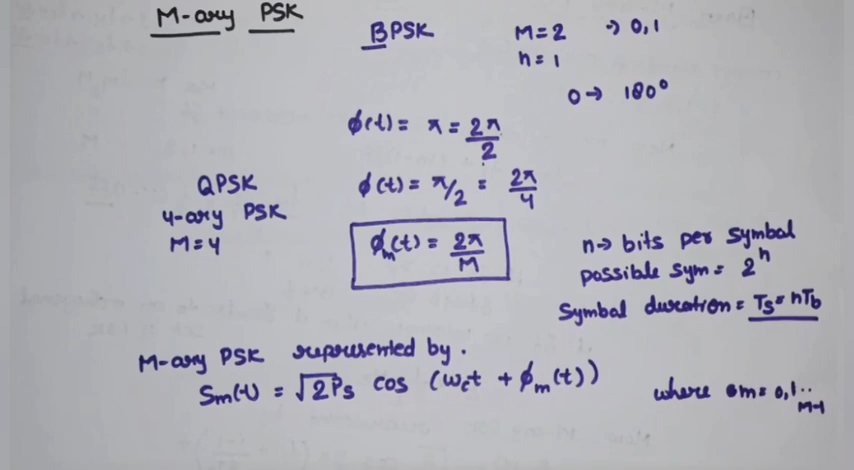 M-ary PSK
BPSK M=2 → 0,1
n=1
0→ 180°
φ(t) = π = 2π/2
QPSK φ(t) = π/2 = 2π/4
4-ary PSK
M=4
φm(t) = 2π/M
n→ bits per symbol
possible sym = 2^n
Symbol duration = Ts = nTb
M-ary PSK represented by.
Sm(t) = √2Ps cos (ωct + φm(t))
where m = 0,1.. M-1